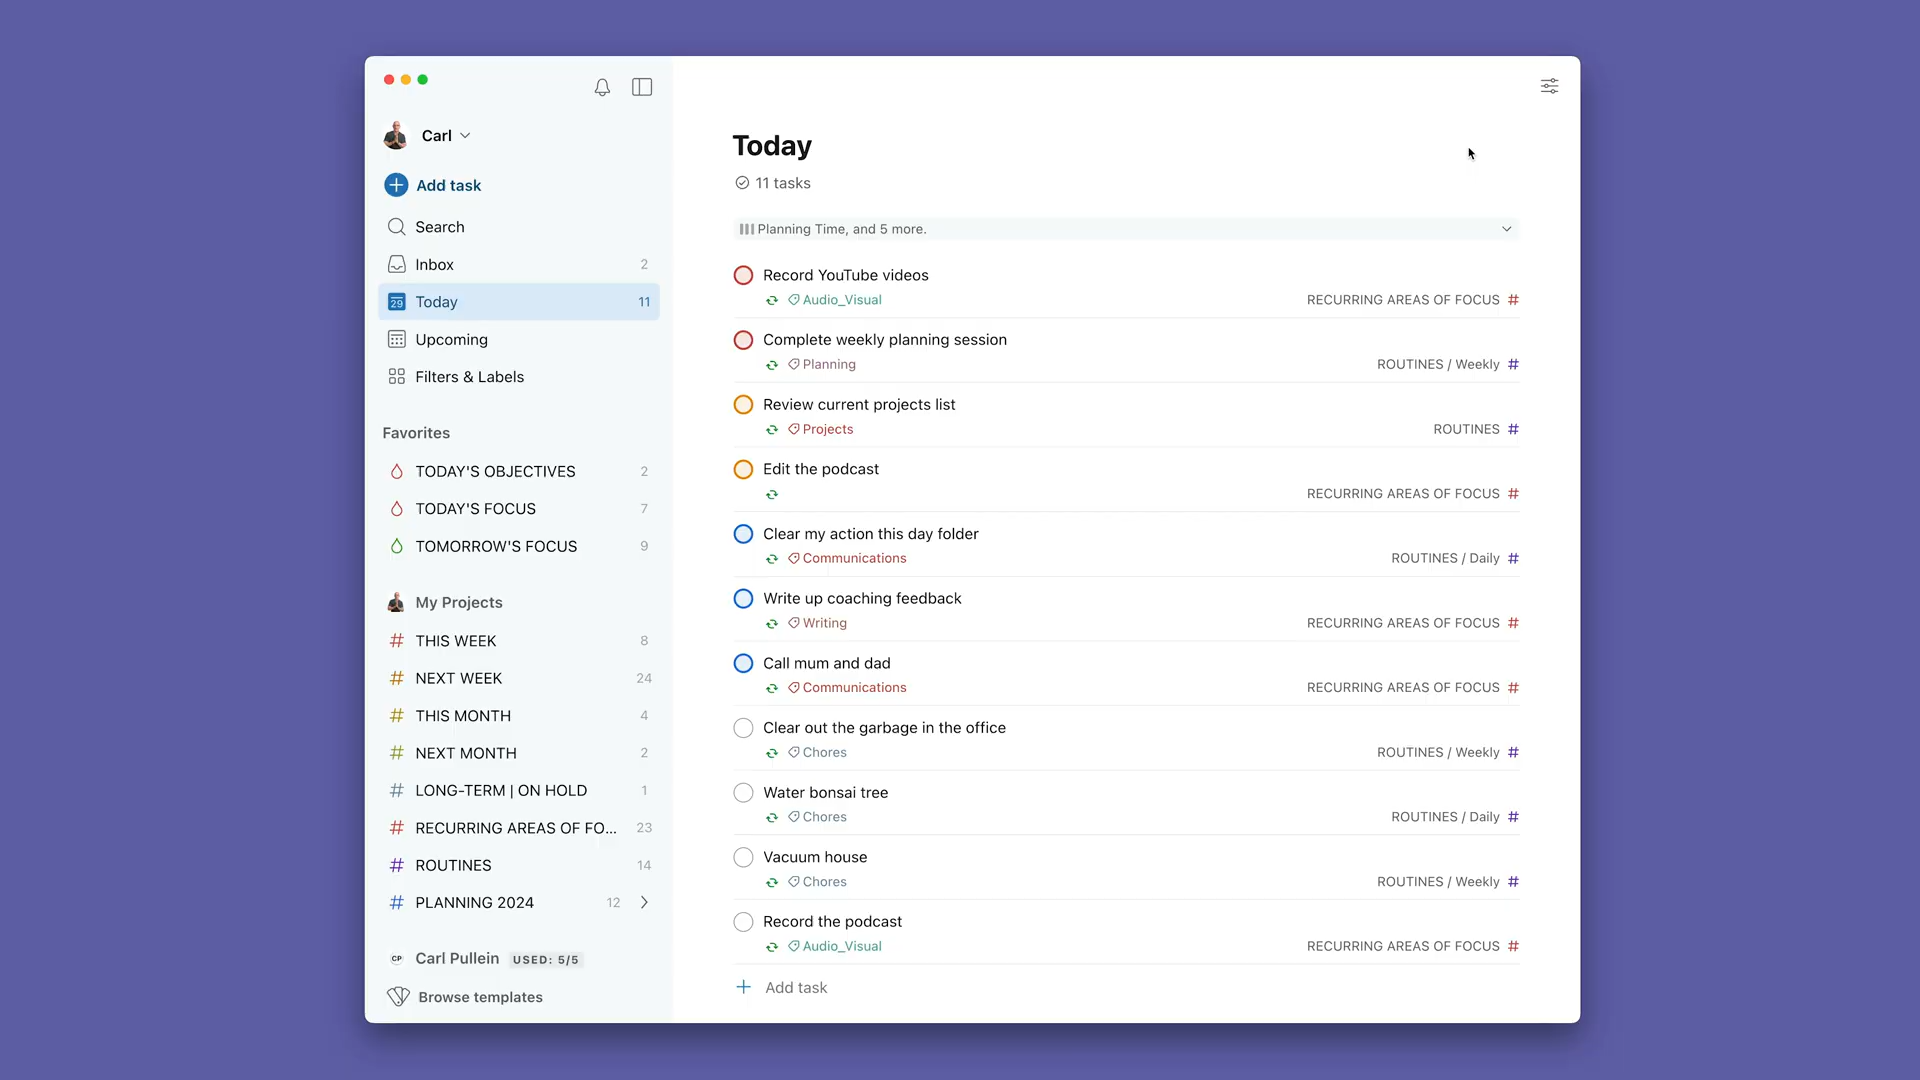 Carl
Add task
Search
Inbox 2
29 Today 11
Upcoming
Filters & Labels
Favorites
TODAY'S OBJECTIVES 2
TODAY'S FOCUS 7
TOMORROW'S FOCUS 9
My Projects
# THIS WEEK 8
# NEXT WEEK 24
# THIS MONTH 4
# NEXT MONTH 2
# LONG-TERM | ON HOLD 1
# RECURRING AREAS OF FO... 23
# ROUTINES 14
# PLANNING 2024 12
CP Carl Pullein USED: 5/5
Browse templates
Today
11 tasks
Planning Time, and 5 more.
Record YouTube videos
Audio_Visual RECURRING AREAS OF FOCUS #
Complete weekly planning session
Planning ROUTINES / Weekly #
Review current projects list
Projects ROUTINES #
Edit the podcast
RECURRING AREAS OF FOCUS #
Clear my action this day folder
Communications ROUTINES / Daily #
Write up coaching feedback
Writing RECURRING AREAS OF FOCUS #
Call mum and dad
Communications RECURRING AREAS OF FOCUS #
Clear out the garbage in the office
Chores ROUTINES / Weekly #
Water bonsai tree
Chores ROUTINES / Daily #
Vacuum house
Chores ROUTINES / Weekly #
Record the podcast
Audio_Visual RECURRING AREAS OF FOCUS #
Add task